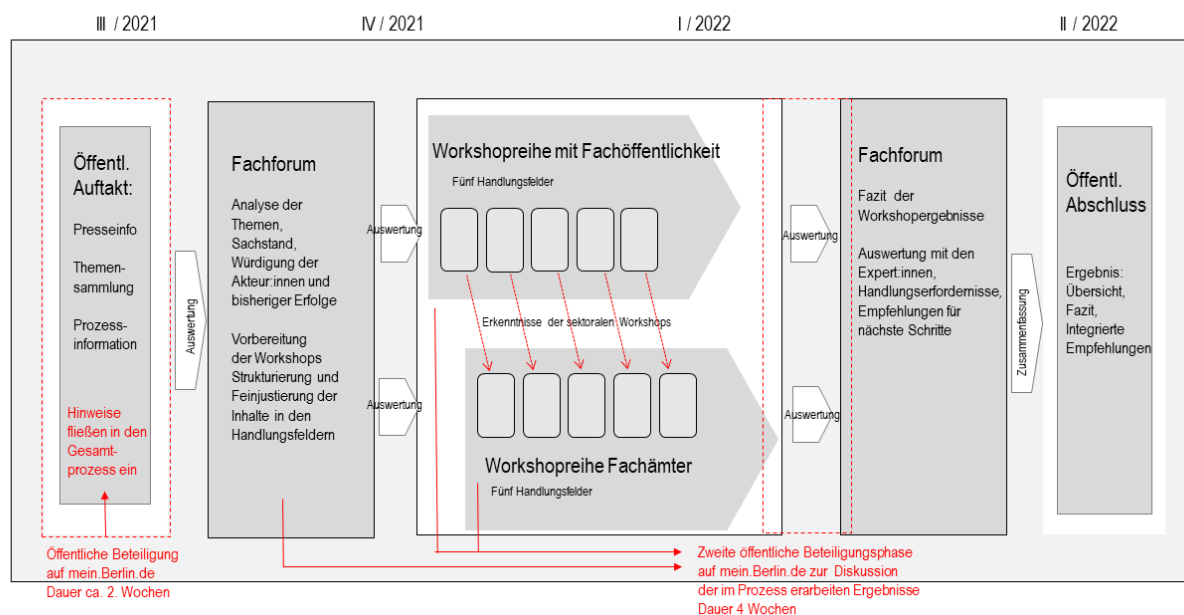 III / 2021
IV / 2021
I / 2022
II / 2022
Öffentl.
Auftakt:
Presseinfo
Themen-
sammlung
Prozess-
information
Hinweise
fließen in den
Gesamt-
prozess ein
Öffentliche Beteiligung
auf mein.Berlin.de
Dauer ca. 2. Wochen
Auswertung
Fachforum
Analyse der
Themen,
Sachstand,
Würdigung der
Akteur:innen und
bisheriger Erfolge
Vorbereitung
der Workshops
Strukturierung und
Feinjustierung der
Inhalte in den
Handlungsfeldern
Auswertung
Auswertung
Workshopreihe mit Fachöffentlichkeit
Fünf Handlungsfelder
Erkenntnisse der sektoralen Workshops
Workshopreihe Fachämter
Fünf Handlungsfelder
Auswertung
Auswertung
Zweite öffentliche Beteiligungsphase
auf mein.Berlin.de zur Diskussion
der im Prozess erarbeiten Ergebnisse
Dauer 4 Wochen
Fachforum
Fazit der
Workshopergebnisse
Auswertung mit den
Expert:innen,
Handlungserfordernisse,
Empfehlungen für
nächste Schritte
Zusammenfassung
Öffentl.
Abschluss
Ergebnis:
Übersicht,
Fazit,
Integrierte
Empfehlungen